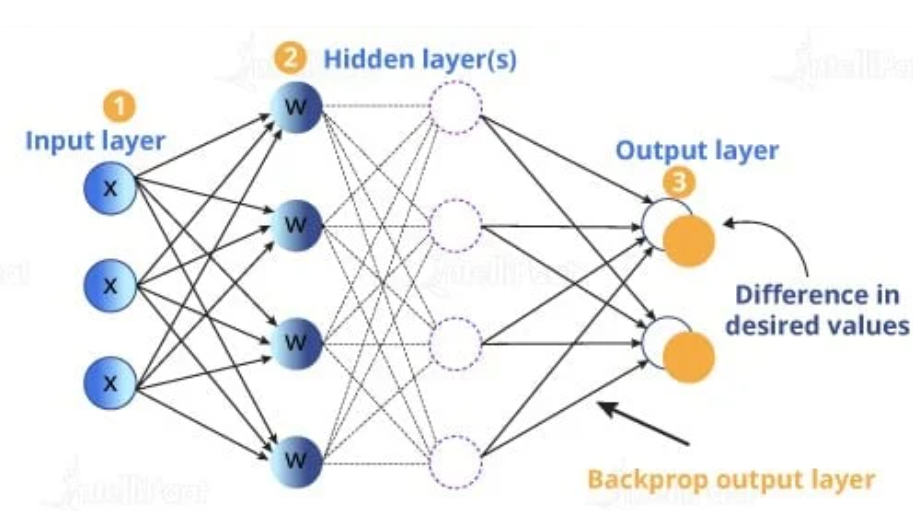 2 Hidden layer(s)
1
Input layer
X
X
X
W
W
W
W
Output layer
3
Difference in
desired values
Backprop output layer